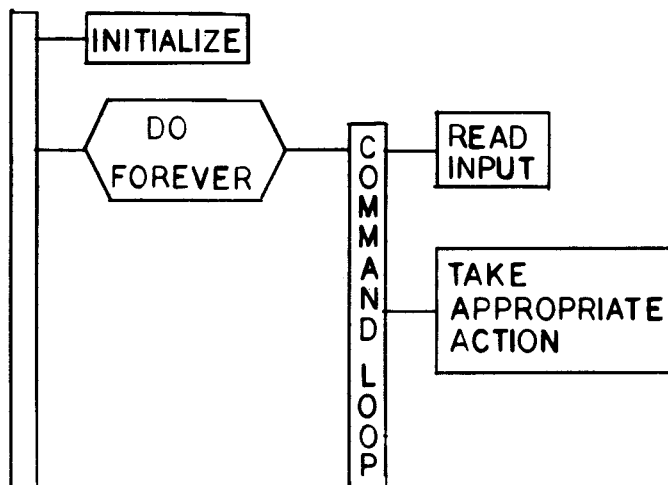 INITIALIZE
DO
FOREVER
COMMAND LOOP
READ
INPUT
TAKE
APPROPRIATE
ACTION